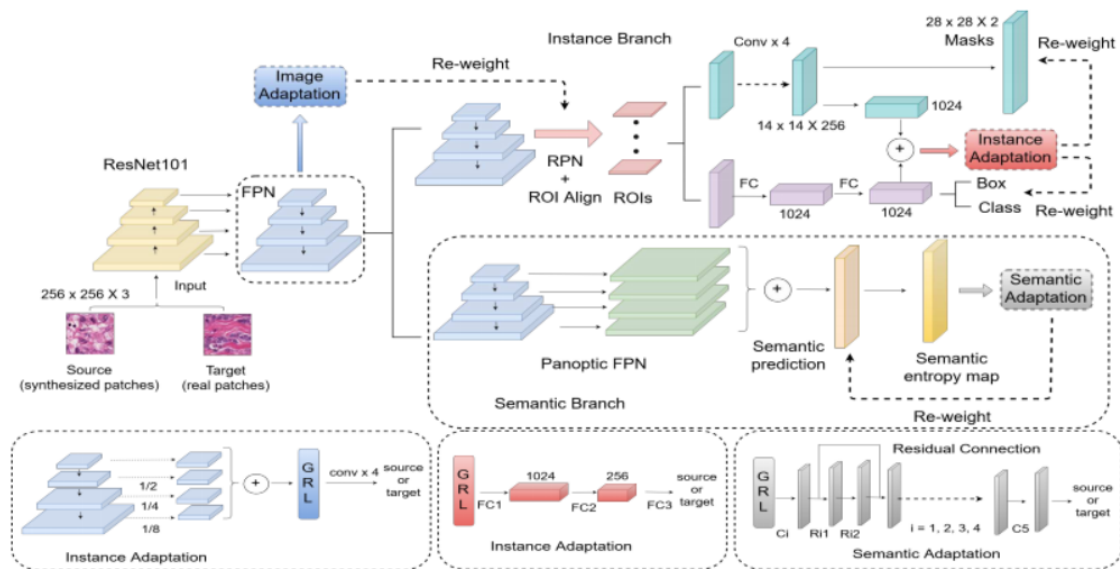 Instance Branch
Image
Adaptation
Re-weight
Conv x 4
28 x 28 X 2
Masks
Re-weight
1024
14 x 14 X 256
+
Instance
Adaptation
ResNet101
FPN
RPN
+
ROI Align
ROIs
FC
FC
1024
1024
Box
Class
Re-weight
Input
256 x 256 X 3
Source
(synthesized patches)
Target
(real patches)
Panoptic FPN
+
Semantic
prediction
Semantic
entropy map
Semantic
Adaptation
Re-weight
Semantic Branch
1/2
1/4
1/8
+
G
R
L
conv x 4
source
or
target
Instance Adaptation
G
R
L
FC1
1024
FC2
256
FC3
source
or
target
Instance Adaptation
Residual Connection
G
R
L
Ci
Ri1
Ri2
i = 1, 2, 3, 4
C5
source
or
target
Semantic Adaptation